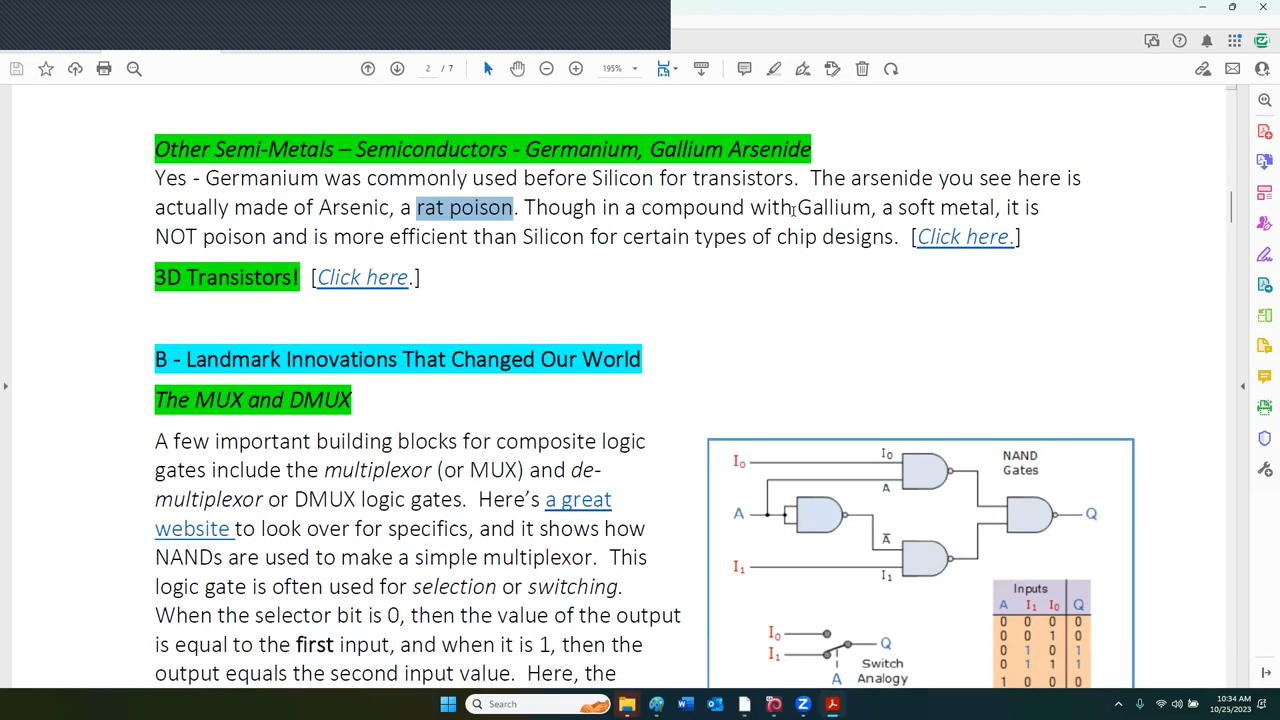 2 / 7
195%
Other Semi-Metals – Semiconductors - Germanium, Gallium Arsenide
Yes - Germanium was commonly used before Silicon for transistors. The arsenide you see here is
actually made of Arsenic, a rat poison. Though in a compound with Gallium, a soft metal, it is
NOT poison and is more efficient than Silicon for certain types of chip designs. [Click here.]
3D Transistors! [Click here.]
B - Landmark Innovations That Changed Our World
The MUX and DMUX
A few important building blocks for composite logic
gates include the multiplexor (or MUX) and de-
multiplexor or DMUX logic gates. Here's a great
website to look over for specifics, and it shows how
NANDs are used to make a simple multiplexor. This
logic gate is often used for selection or switching.
When the selector bit is 0, then the value of the output
is equal to the first input, and when it is 1, then the
output equals the second input value. Here, the
I₀ I₀ NAND
Gates
A
A Q
A̅
I₁ I₁
Inputs
A I₁ I₀ Q
0 0 0 0
0 0 1 0
0 1 0 1
0 1 1 1
1 0 0 0
I₀
I₁ Q
Switch
Analogy
A
Search
10:34 AM
10/25/2023